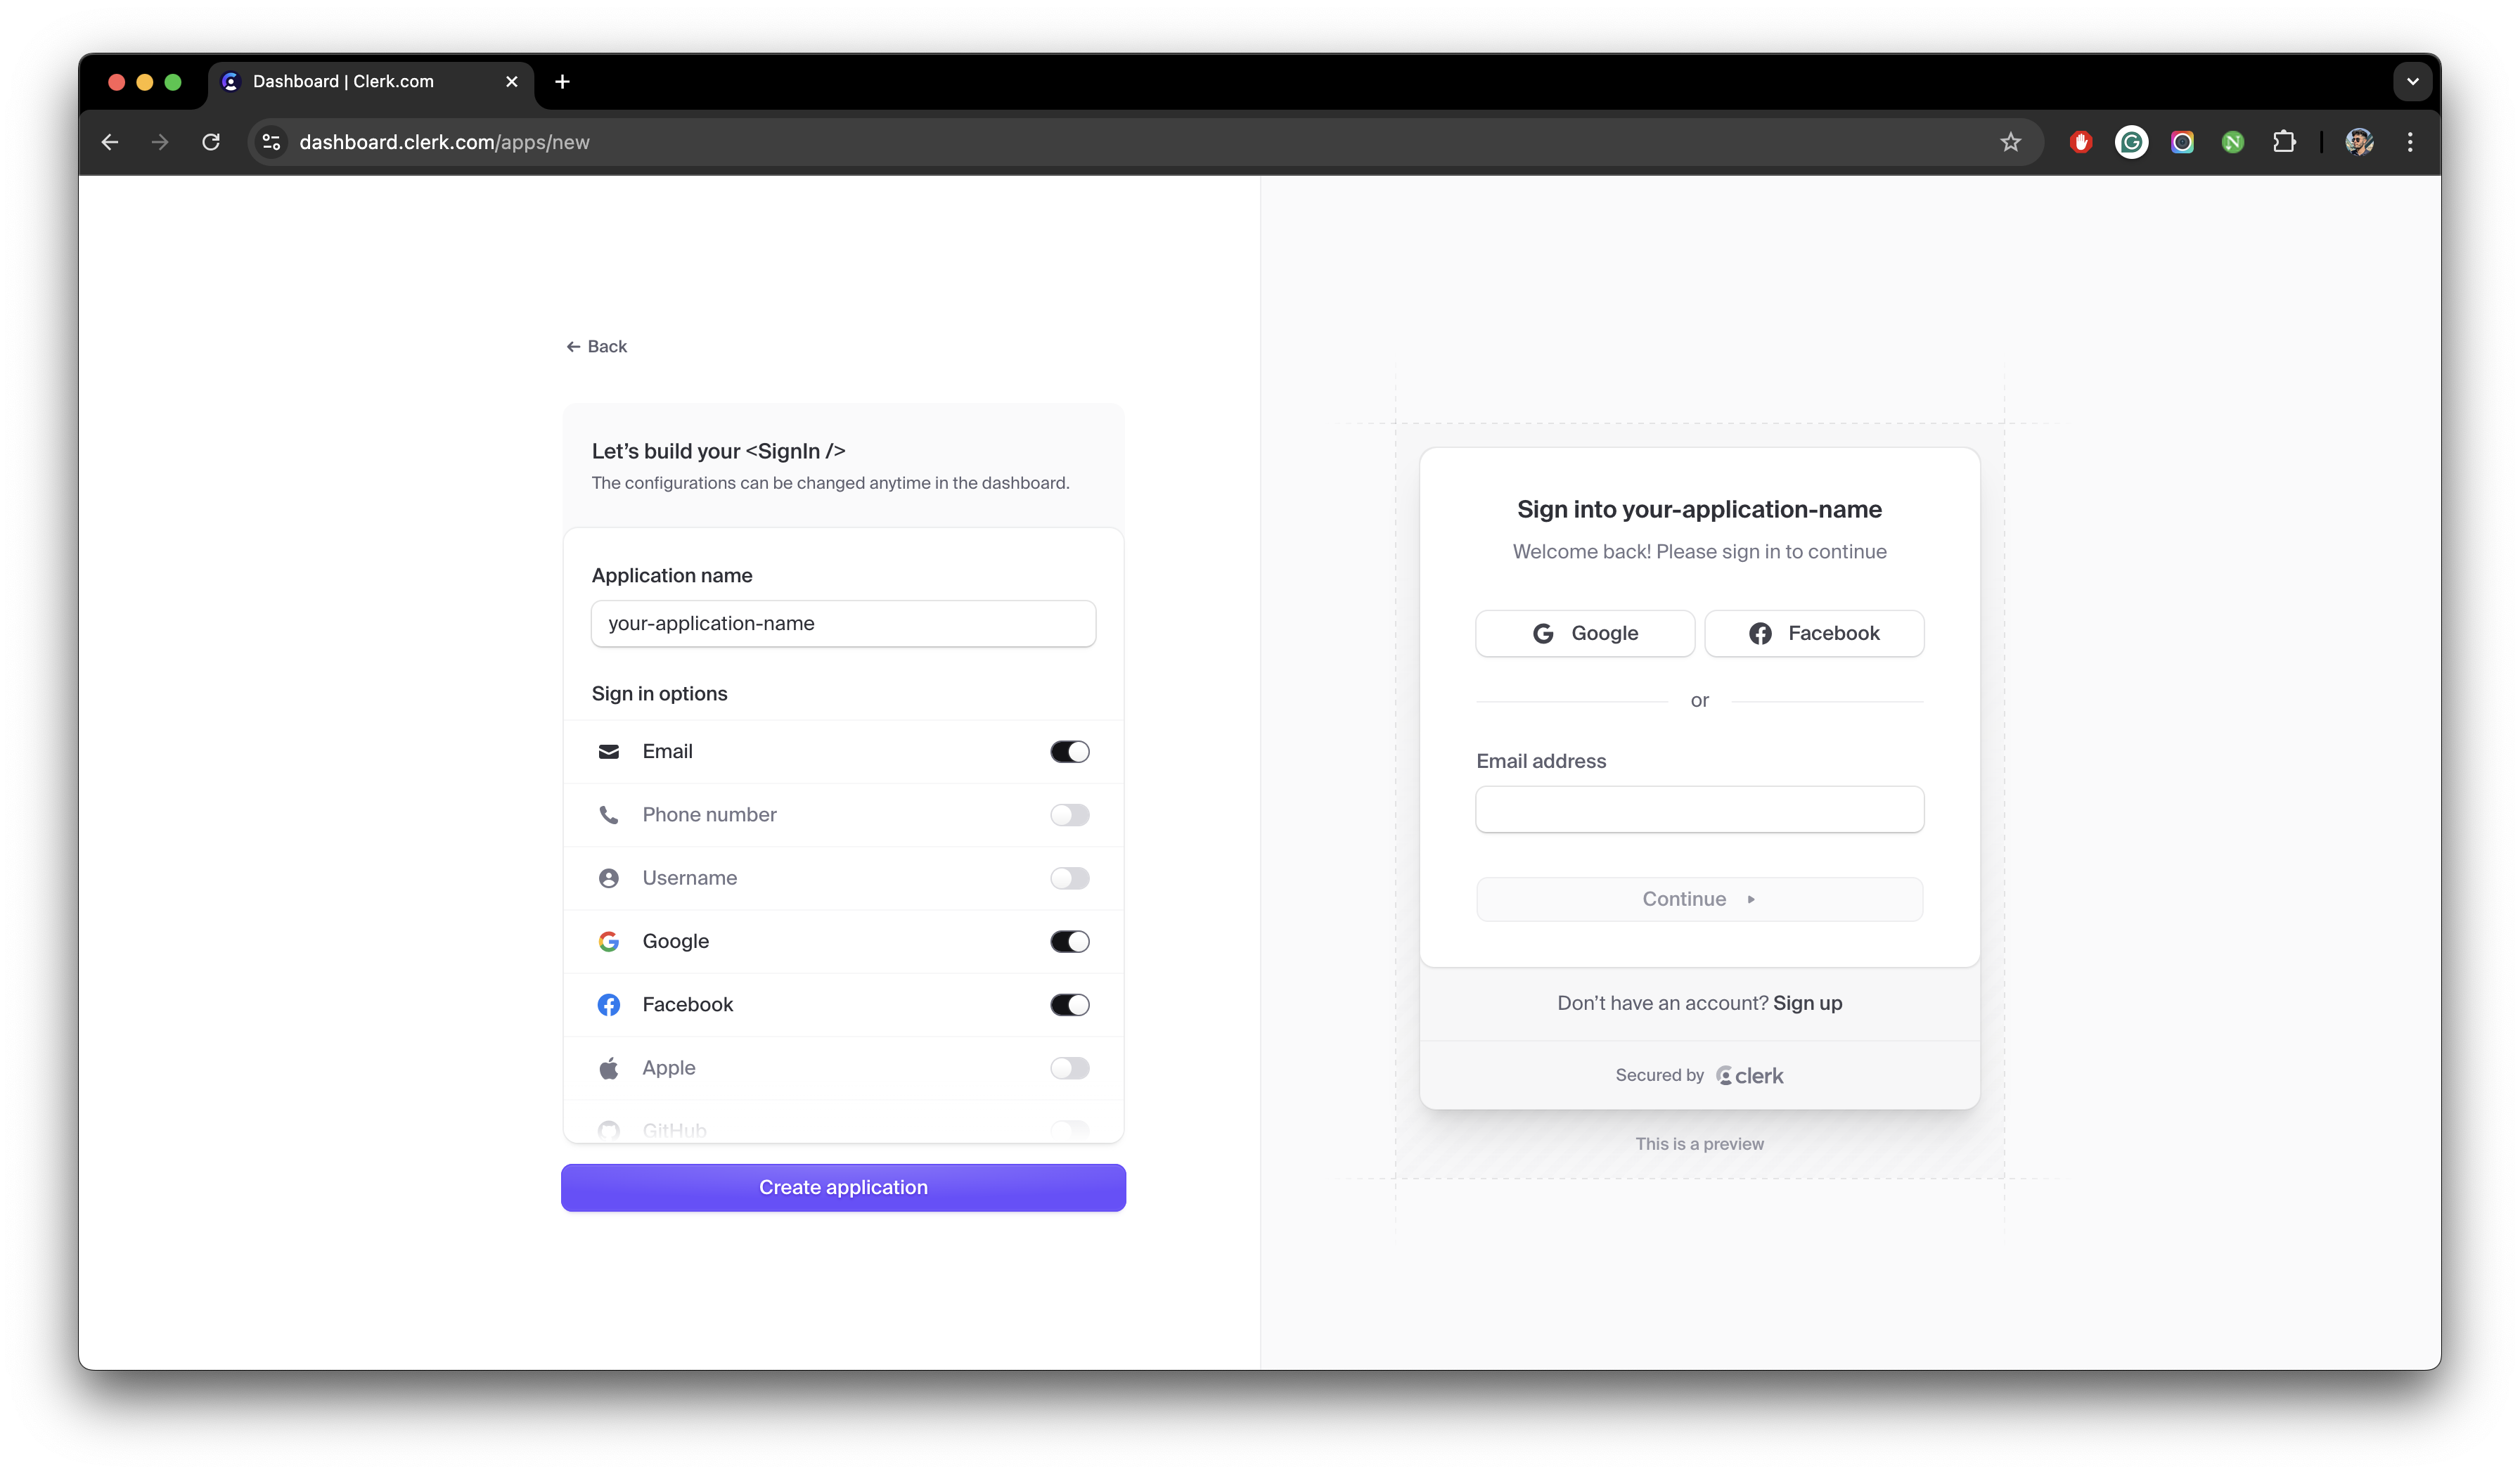 Dashboard | Clerk.com
dashboard.clerk.com/apps/new
Back
Let’s build your <SignIn />
The configurations can be changed anytime in the dashboard.
Application name
your-application-name
Sign in options
Email
Phone number
Username
Google
Facebook
Apple
GitHub
Create application
Sign into your-application-name
Welcome back! Please sign in to continue
Google
Facebook
or
Email address
Continue
Don’t have an account? Sign up
Secured by clerk
This is a preview